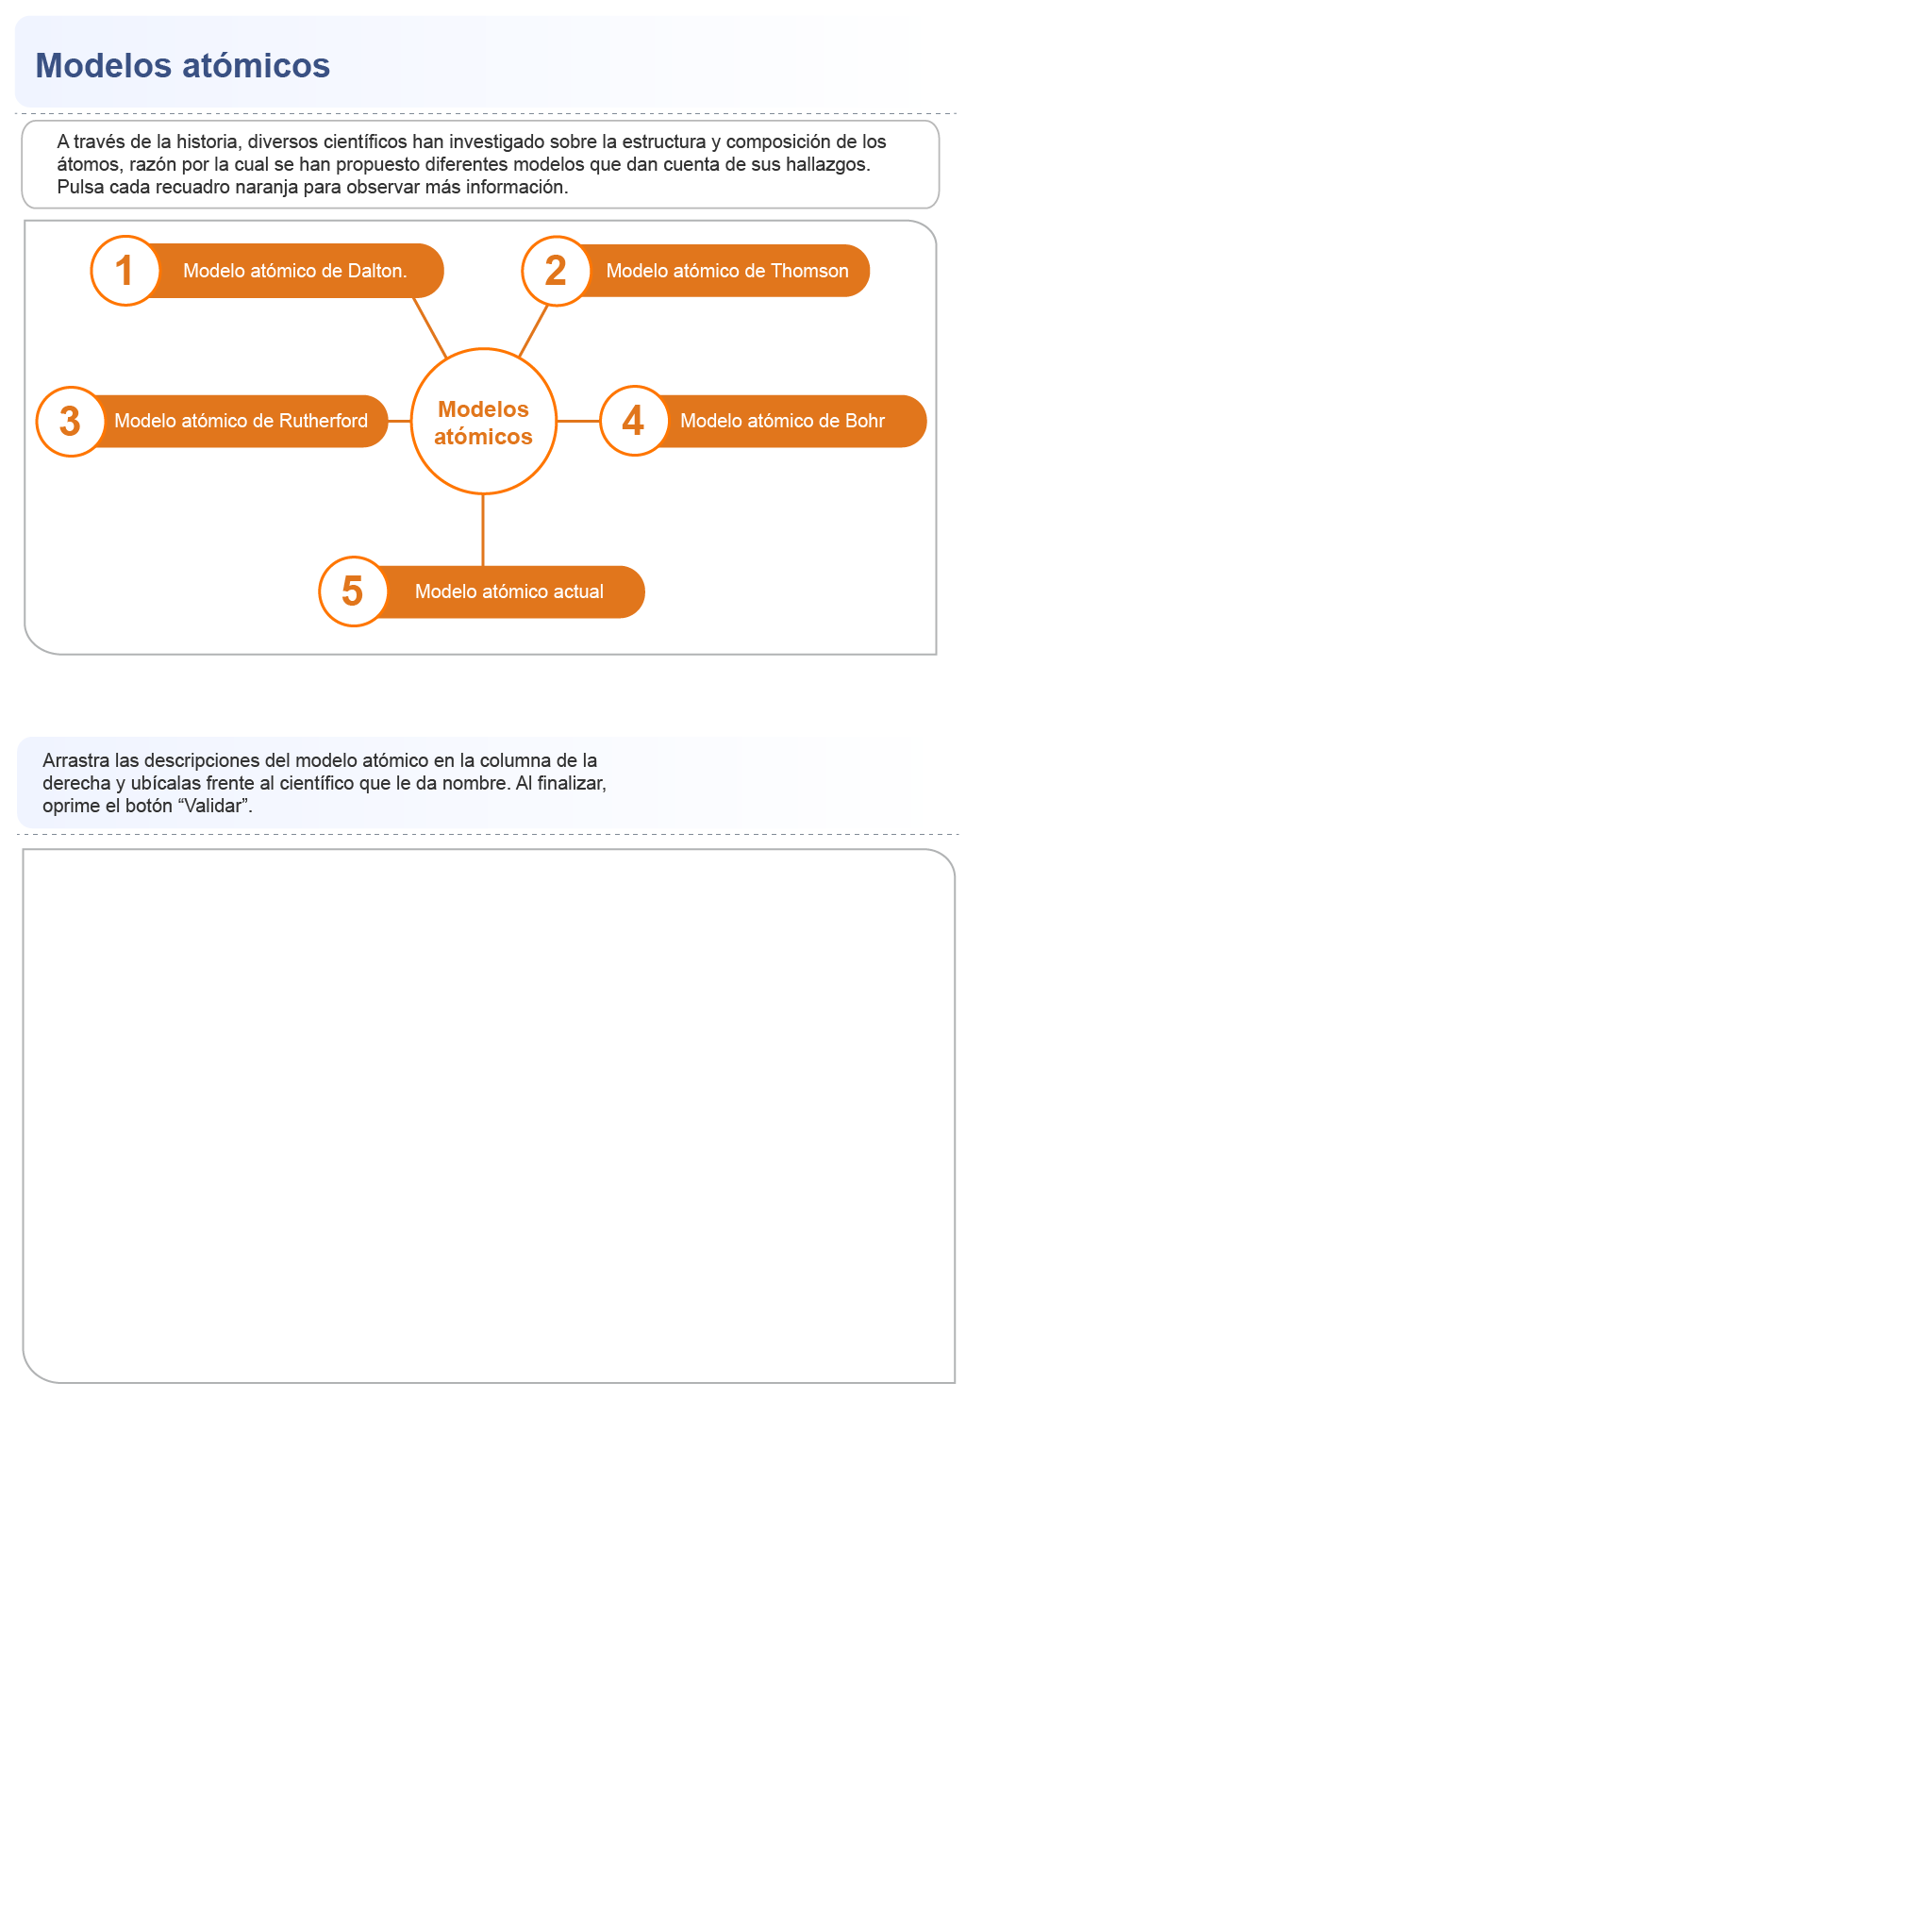 Modelos atómicos
A través de la historia, diversos científicos han investigado sobre la estructura y composición de los
átomos, razón por la cual se han propuesto diferentes modelos que dan cuenta de sus hallazgos.
Pulsa cada recuadro naranja para observar más información.
1
Modelo atómico de Dalton.
2
Modelo atómico de Thomson
3
Modelo atómico de Rutherford
Modelos
atómicos
4
Modelo atómico de Bohr
5
Modelo atómico actual
Arrastra las descripciones del modelo atómico en la columna de la
derecha y ubícalas frente al científico que le da nombre. Al finalizar,
oprime el botón “Validar”.